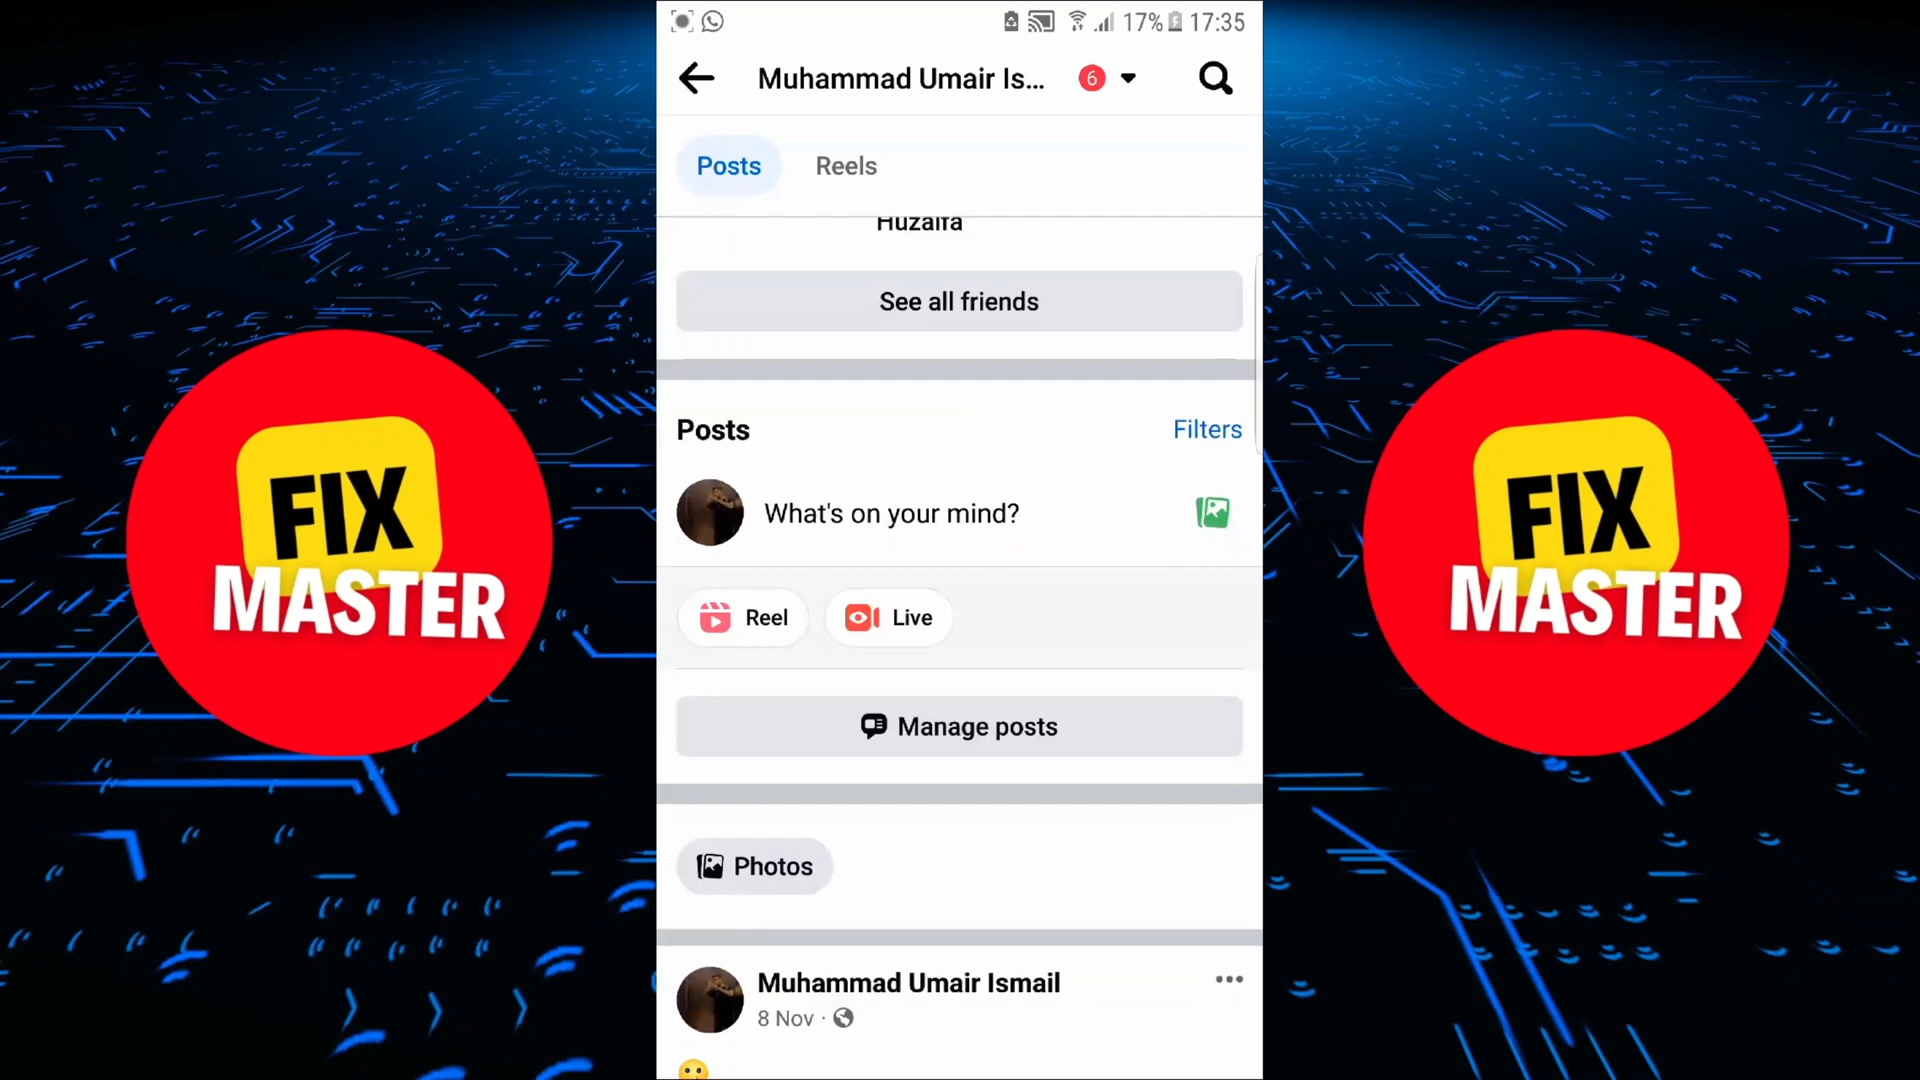 17% 17:35
Muhammad Umair Is... 6
Posts Reels
Huzaifa
See all friends
Posts Filters
What's on your mind?
Reel Live
Manage posts
Photos
Muhammad Umair Ismail
8 Nov ·
FIX
MASTER
FIX
MASTER